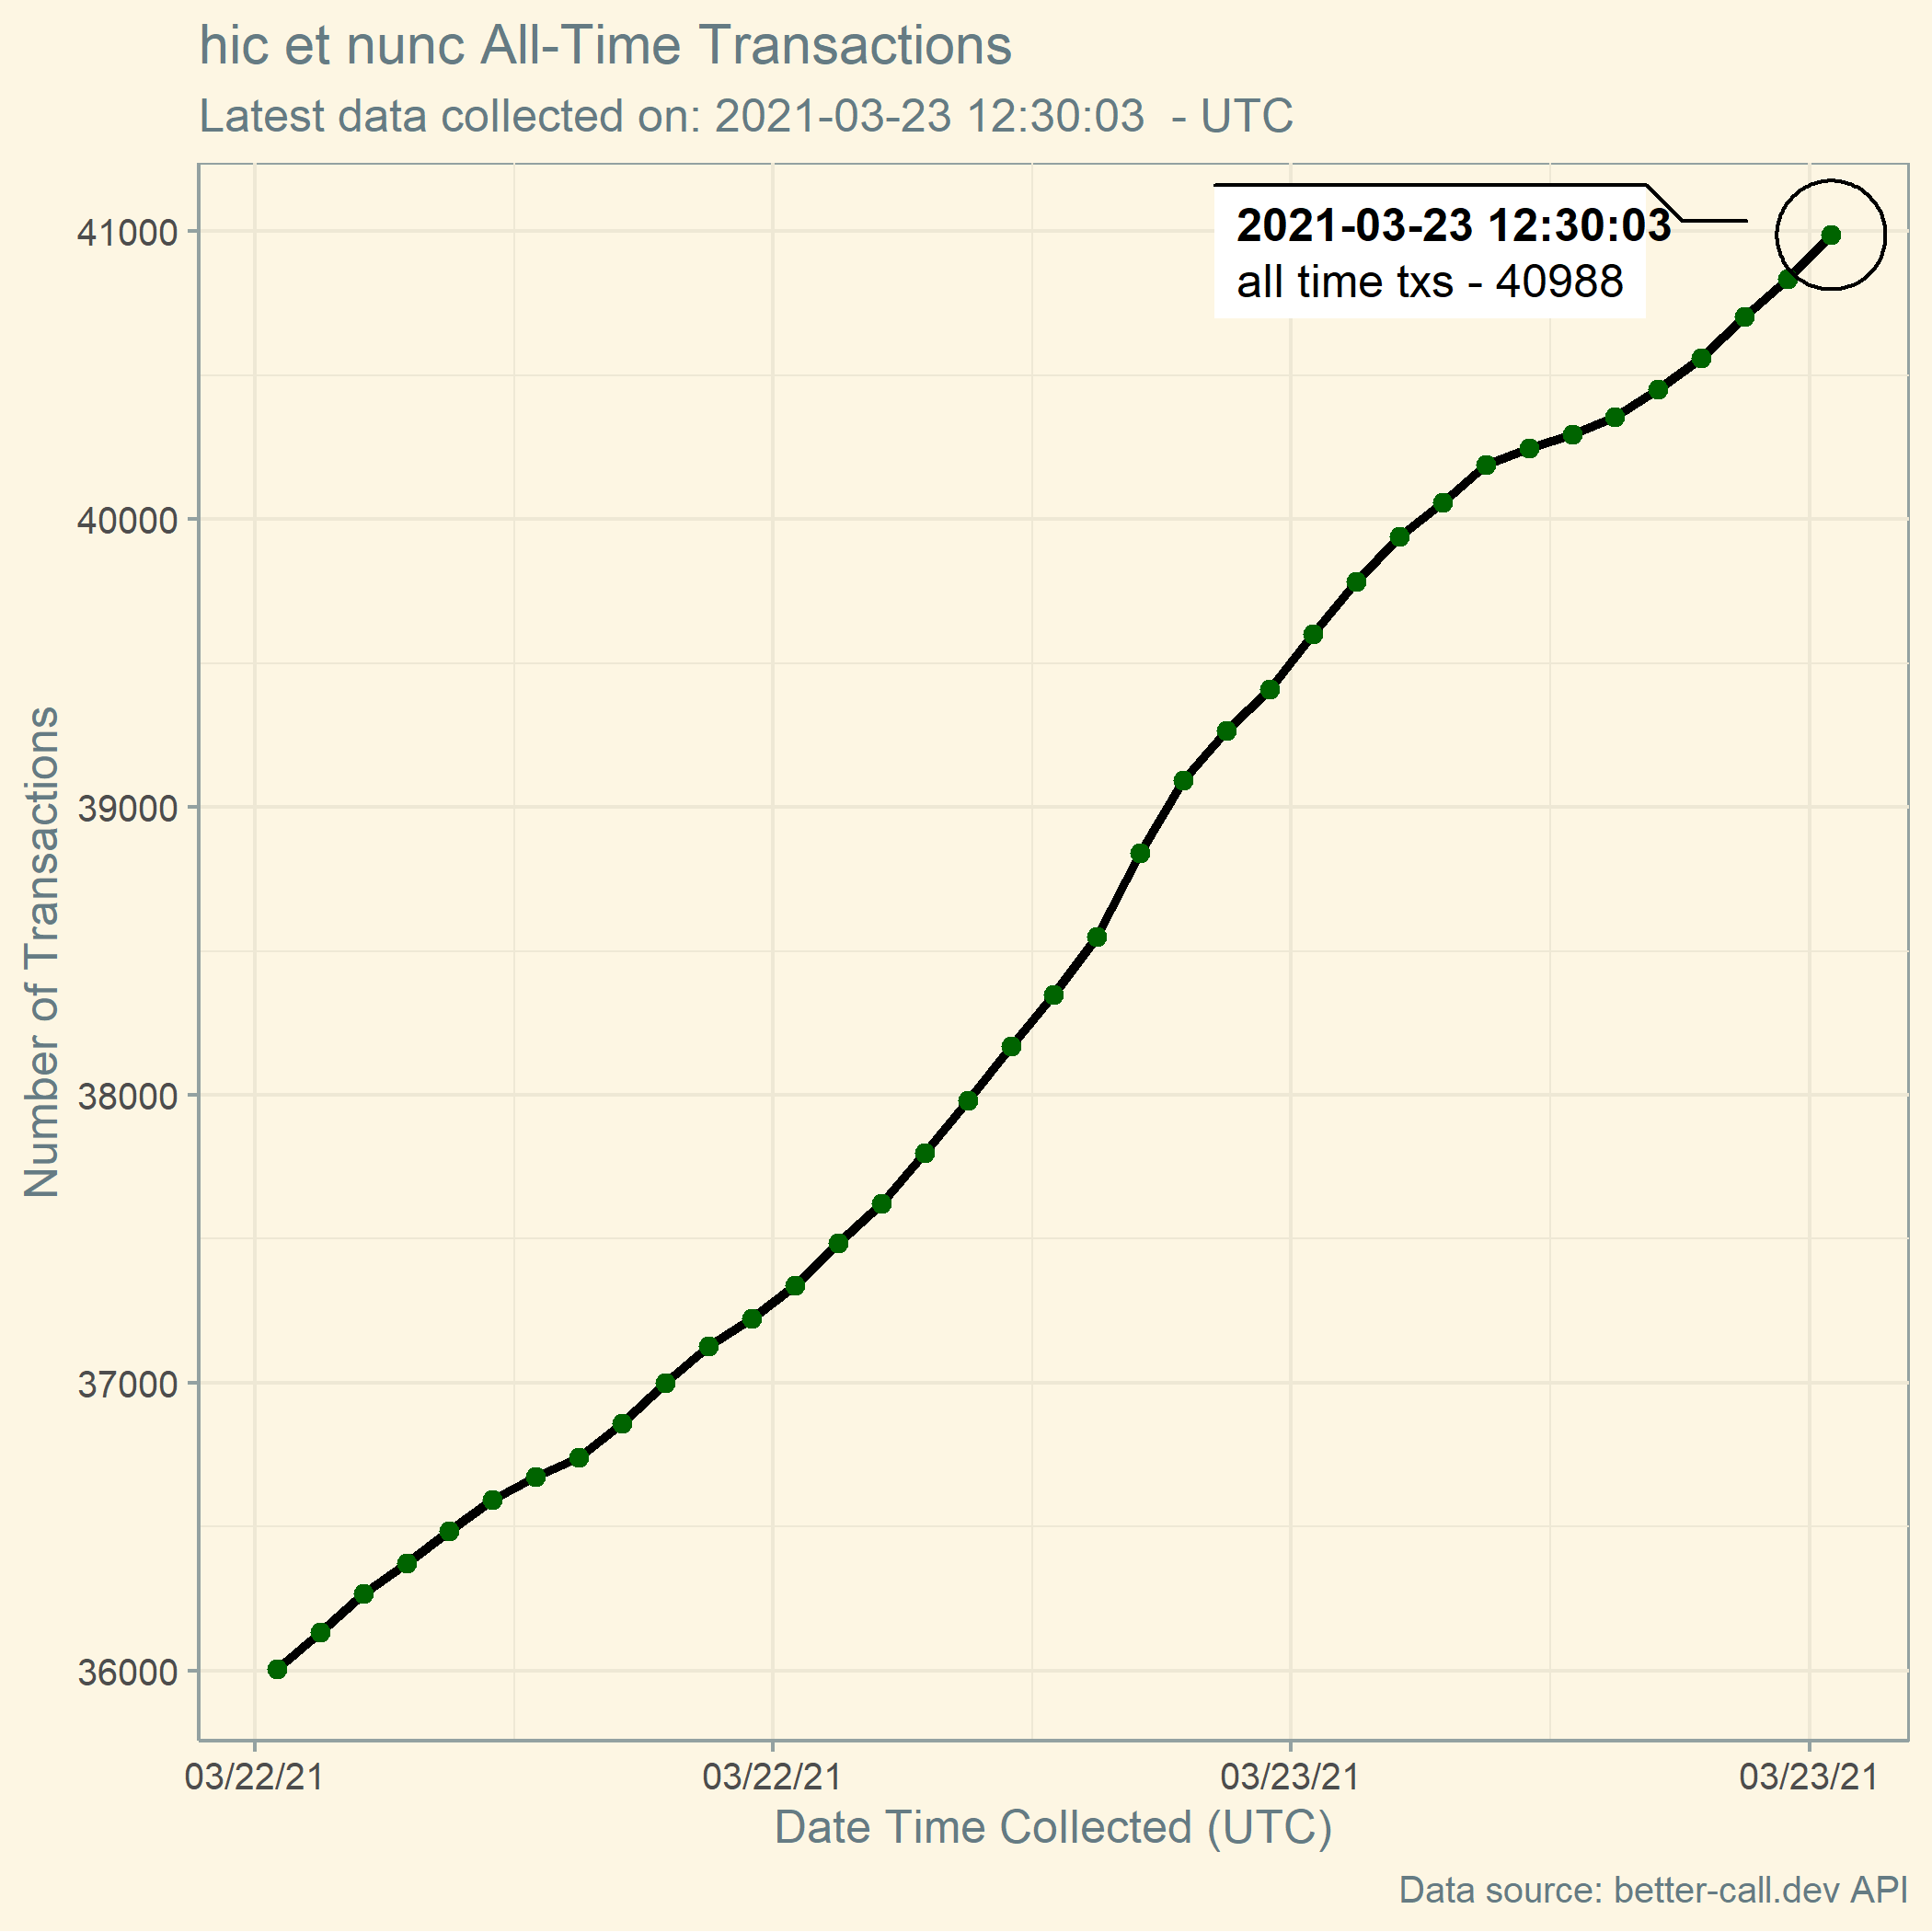 hic et nunc All-Time Transactions
Latest data collected on: 2021-03-23 12:30:03  - UTC
2021-03-23 12:30:03
all time txs - 40988
41000
40000
39000
38000
37000
36000
Number of Transactions
03/22/21
03/22/21
03/23/21
03/23/21
Date Time Collected (UTC)
Data source: better-call.dev API